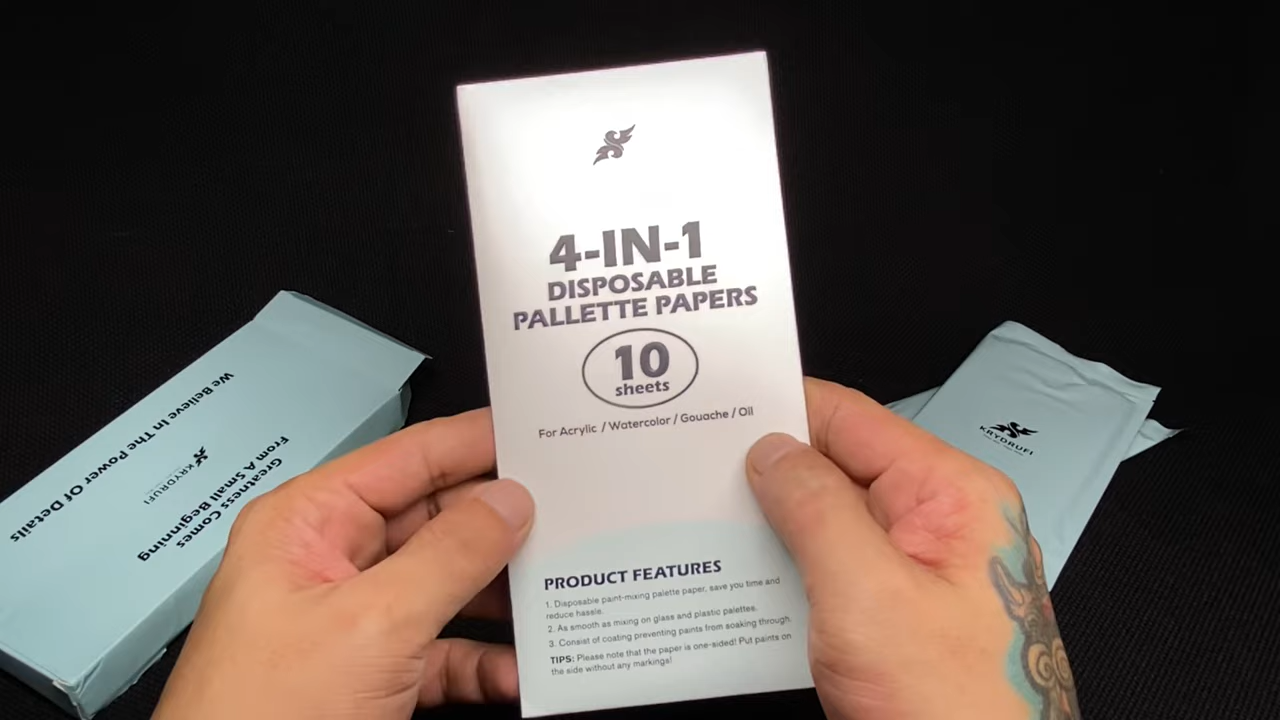 4-IN-1
DISPOSABLE
PALLETTE PAPERS
10
sheets
For Acrylic / Watercolor / Gouache / Oil
PRODUCT FEATURES
1. Disposable paint-mixing palette paper, save you time and
reduce hassle.
2. As smooth as mixing on glass and plastic palettes.
3. Consist of coating preventing paints from soaking through.
TIPS: Please note that the paper is one-sided! Put paints on
the side without any markings!
We Believe In The Power Of Details
KRYDRUFI
Greatness Comes
From A Small Beginning
KRYDRUFI